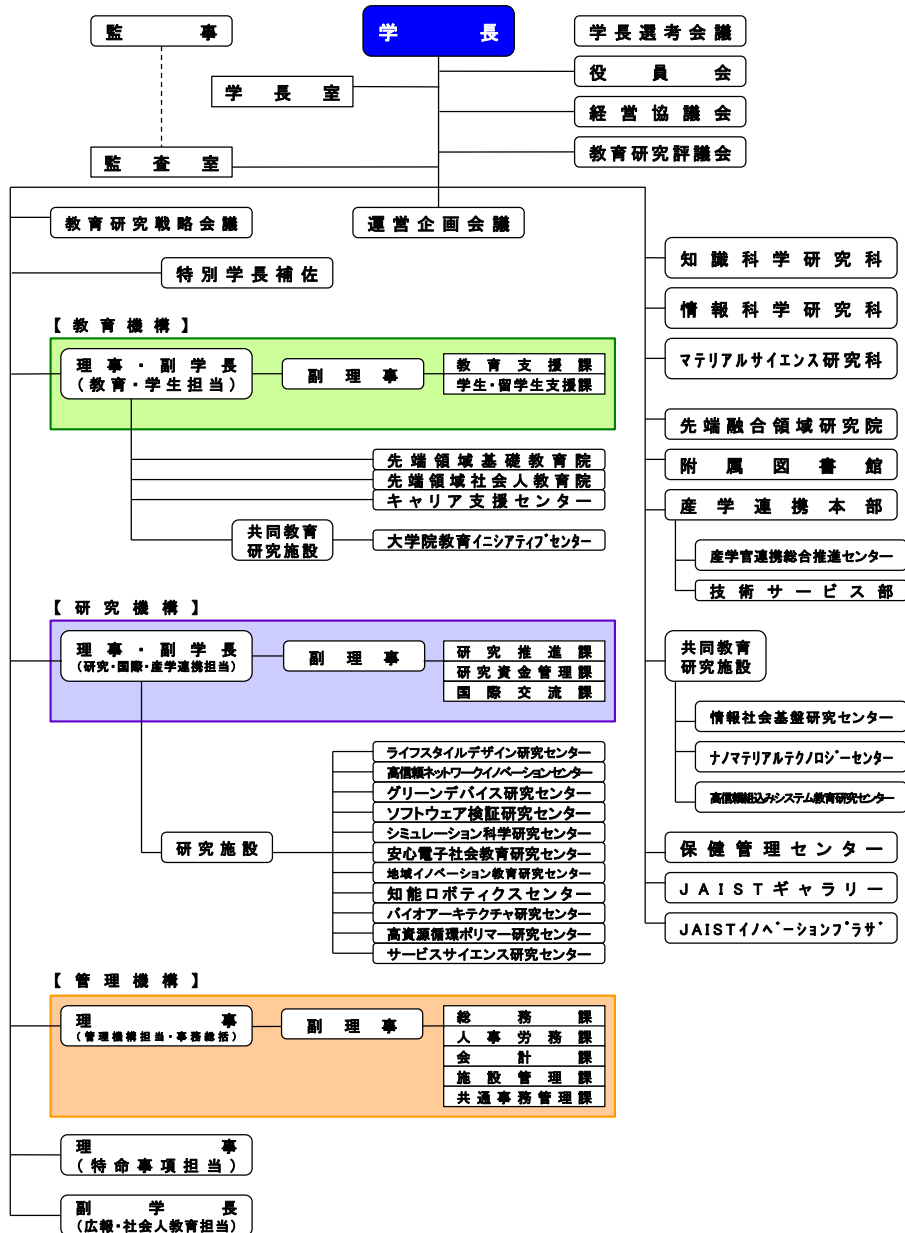 監事
学長
学長選考会議
役員会
学長室
経営協議会
監査室
教育研究評議会
教育研究戦略会議
運営企画会議
特別学長補佐
【教育機構】
理事・副学長
(教育・学生担当)
副理事
教育支援課
学生・留学生支援課
先端領域基礎教育院
先端領域社会人教育院
キャリア支援センター
共同教育
研究施設
大学院教育イニシアティブセンター
【研究機構】
理事・副学長
(研究・国際・産学連携担当)
副理事
研究推進課
研究資金管理課
国際交流課
研究施設
ライフスタイルデザイン研究センター
高信頼ネットワークイノベーションセンター
グリーンデバイス研究センター
ソフトウェア検証研究センター
シミュレーション科学研究センター
安心電子社会教育研究センター
地域イノベーション教育研究センター
知能ロボティクスセンター
バイオアーキテクチャ研究センター
高資源循環ポリマー研究センター
サービスサイエンス研究センター
【管理機構】
理事
(管理機構担当・事務総括)
副理事
総務課
人事労務課
会計課
施設管理課
共通事務管理課
理事
(特命事項担当)
副学長
(広報・社会人教育担当)
知識科学研究科
情報科学研究科
マテリアルサイエンス研究科
先端融合領域研究院
附属図書館
産学連携本部
産学官連携総合推進センター
技術サービス部
共同教育
研究施設
情報社会基盤研究センター
ナノマテリアルテクノロジーセンター
高信頼組込みシステム教育研究センター
保健管理センター
JAISTギャラリー
JAISTイノベーションプラザ